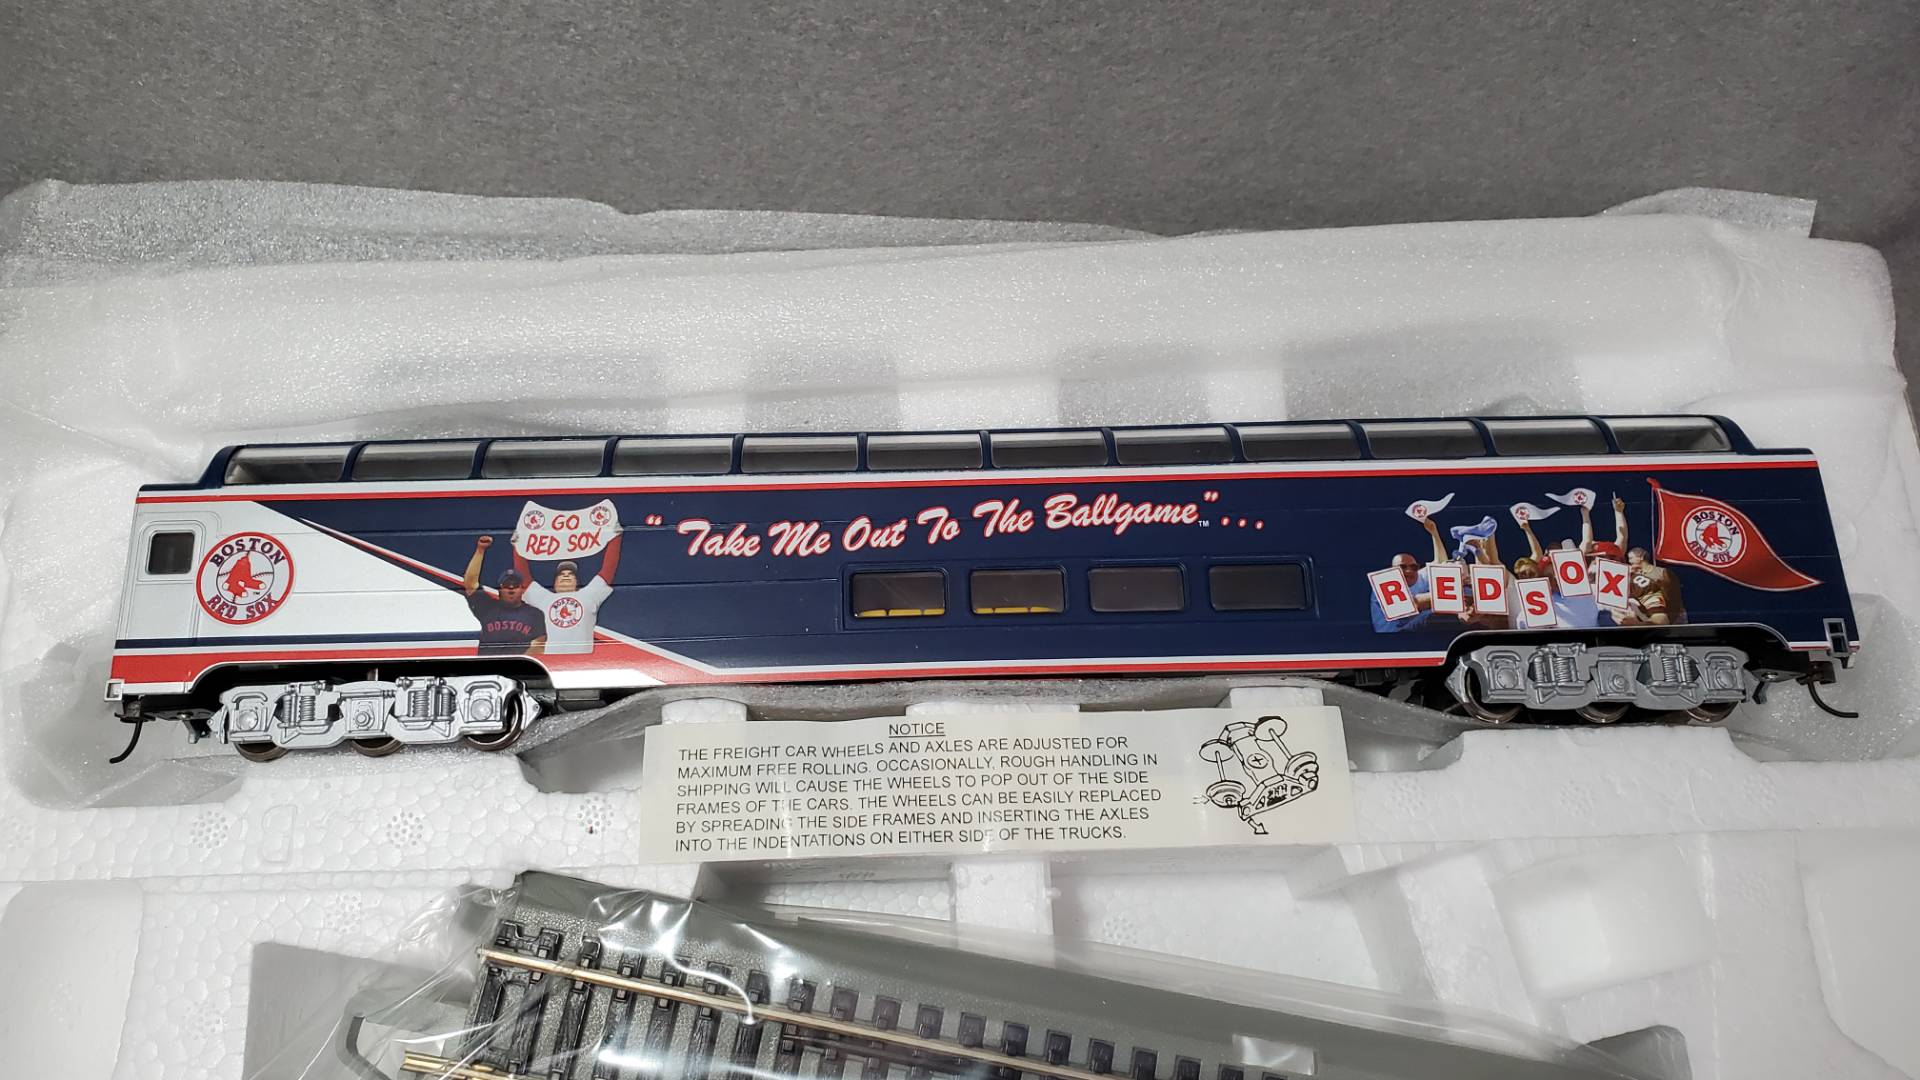 "Take Me Out To The Ballgame"™...
GO
RED SOX
BOSTON
RED SOX
BOSTON
REDSOX
BOSTON
RED SOX
NOTICE
THE FREIGHT CAR WHEELS AND AXLES ARE ADJUSTED FOR
MAXIMUM FREE ROLLING. OCCASIONALLY, ROUGH HANDLING IN
SHIPPING WILL CAUSE THE WHEELS TO POP OUT OF THE SIDE
FRAMES OF THE CARS. THE WHEELS CAN BE EASILY REPLACED
BY SPREADING THE SIDE FRAMES AND INSERTING THE AXLES
INTO THE INDENTATIONS ON EITHER SIDE OF THE TRUCKS.